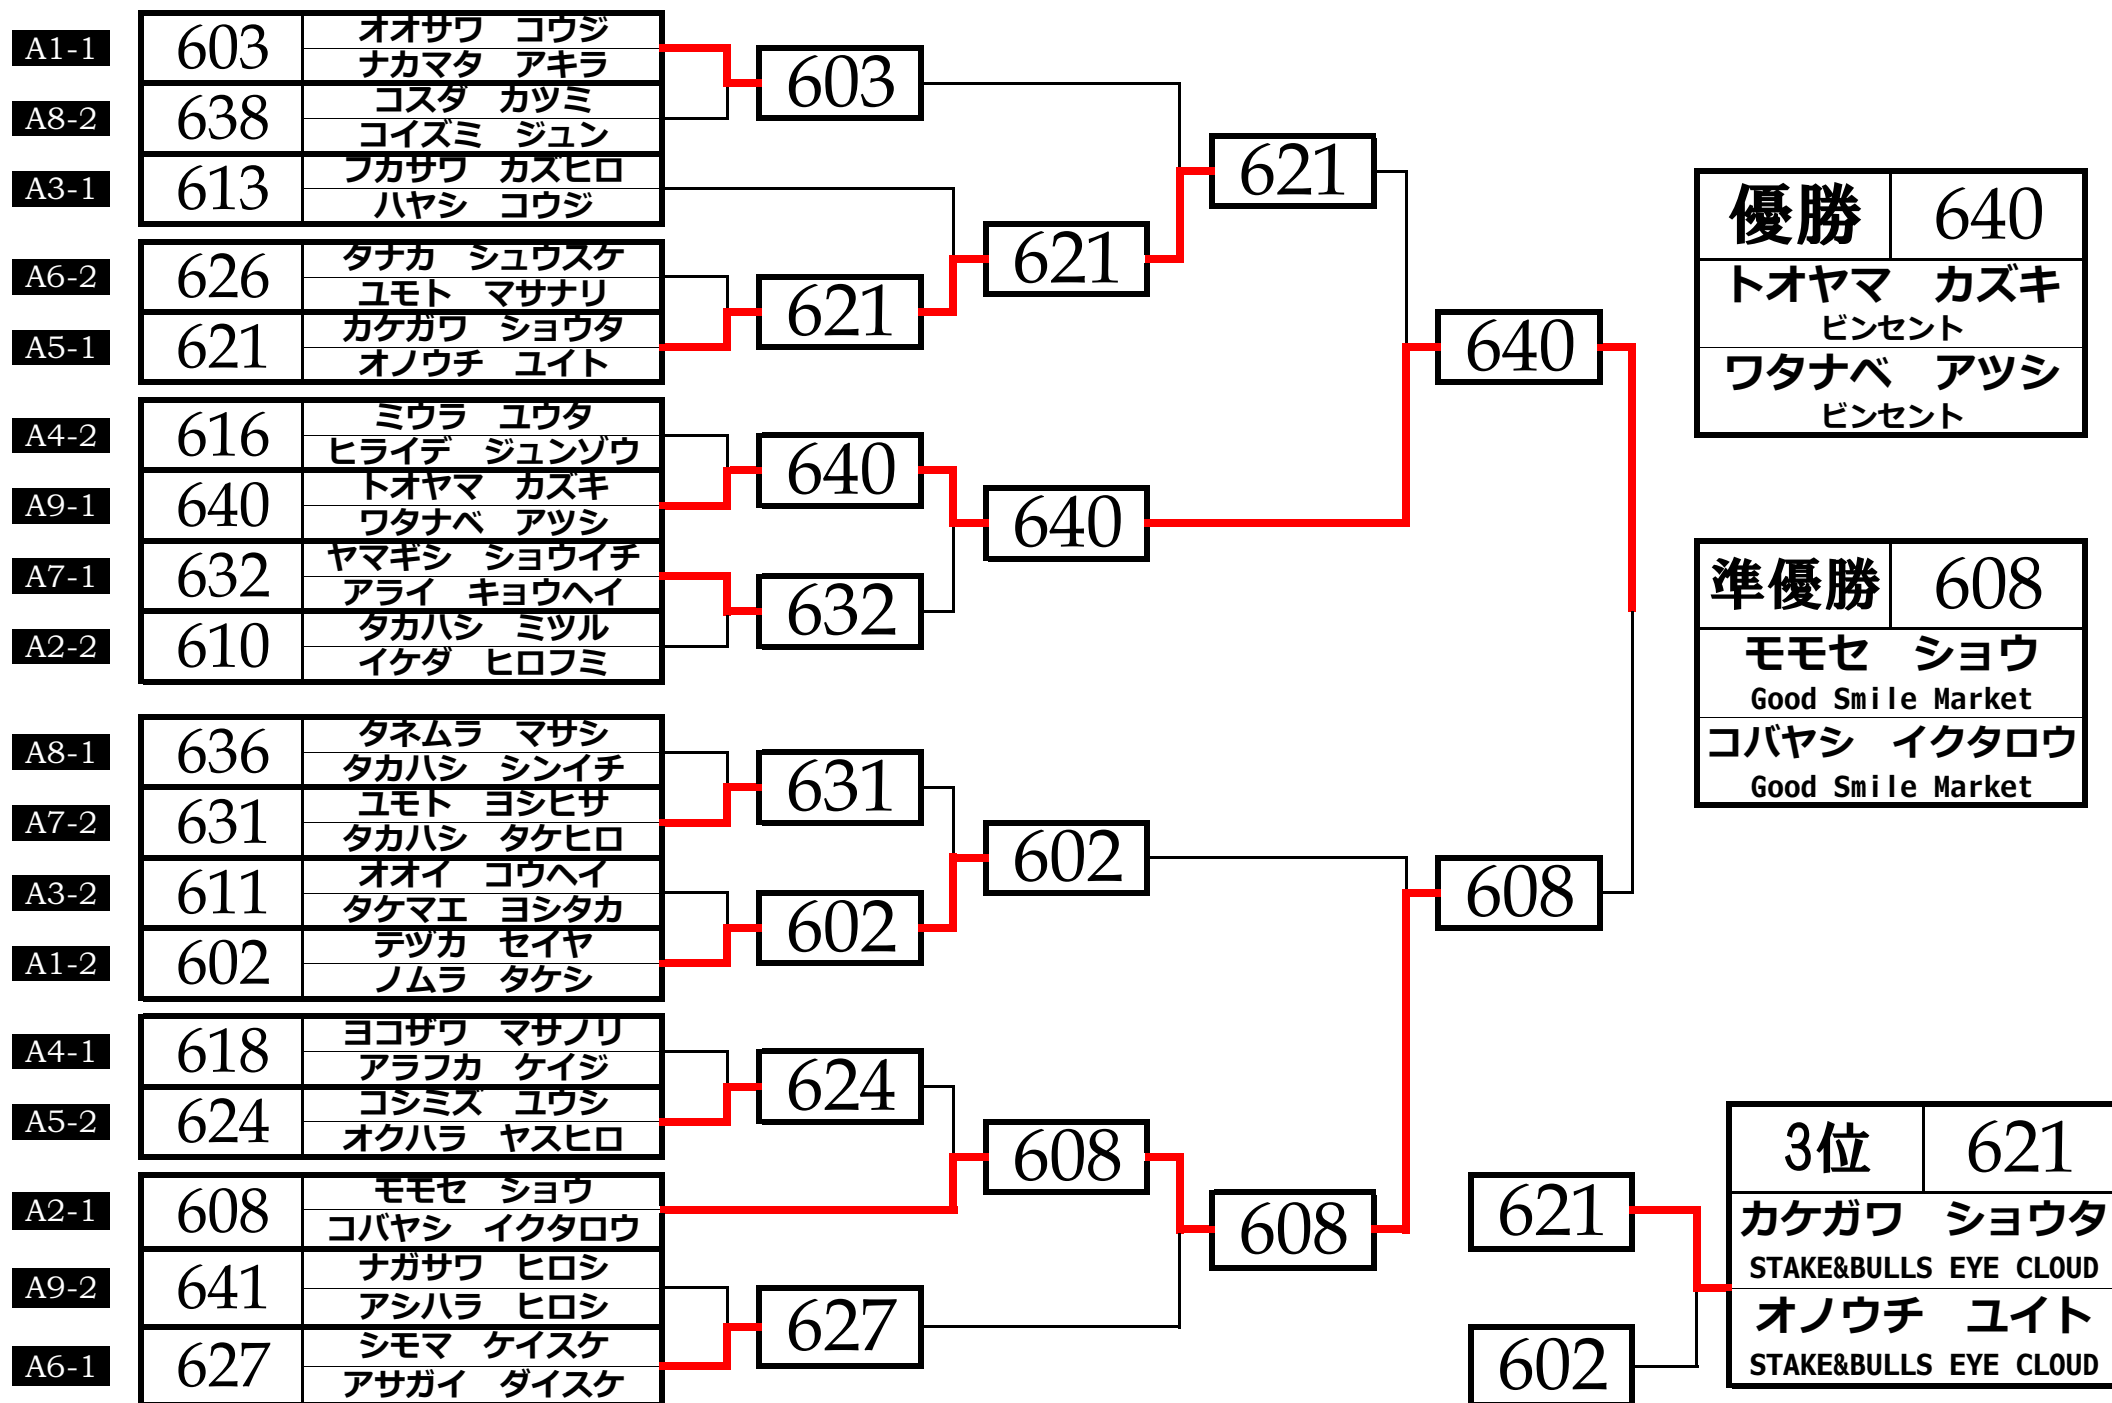 A1-1
603
オオサワ　コウジ
ナカマタ　アキラ
A8-2
638
コスダ　カツミ
コイズミ　ジュン
A3-1
613
フカサワ　カズヒロ
ハヤシ　コウジ
A6-2
626
タナカ　シュウスケ
ユモト　マサナリ
A5-1
621
カケガワ　ショウタ
オノウチ　ユイト
A4-2
616
ミウラ　ユウタ
ヒライデ　ジュンゾウ
A9-1
640
トオヤマ　カズキ
ワタナベ　アツシ
A7-1
632
ヤマギシ　ショウイチ
アライ　キョウヘイ
A2-2
610
タカハシ　ミツル
イケダ　ヒロフミ
A8-1
636
タネムラ　マサシ
タカハシ　シンイチ
A7-2
631
ユモト　ヨシヒサ
タカハシ　タケヒロ
A3-2
611
オオイ　コウヘイ
タケマエ　ヨシタカ
A1-2
602
テヅカ　セイヤ
ノムラ　タケシ
A4-1
618
ヨコザワ　マサノリ
アラフカ　ケイジ
A5-2
624
コシミズ　ユウシ
オクハラ　ヤスヒロ
A2-1
608
モモセ　ショウ
コバヤシ　イクタロウ
A9-2
641
ナガサワ　ヒロシ
アシハラ　ヒロシ
A6-1
627
シモマ　ケイスケ
アサガイ　ダイスケ
603
621
640
632
631
602
624
627
621
640
602
608
621
608
640
608
優勝　640
トオヤマ　カズキ
ビンセント
ワタナベ　アツシ
ビンセント
準優勝　608
モモセ　ショウ
Good Smile Market
コバヤシ　イクタロウ
Good Smile Market
621
602
3位　621
カケガワ　ショウタ
STAKE&BULLS EYE CLOUD
オノウチ　ユイト
STAKE&BULLS EYE CLOUD